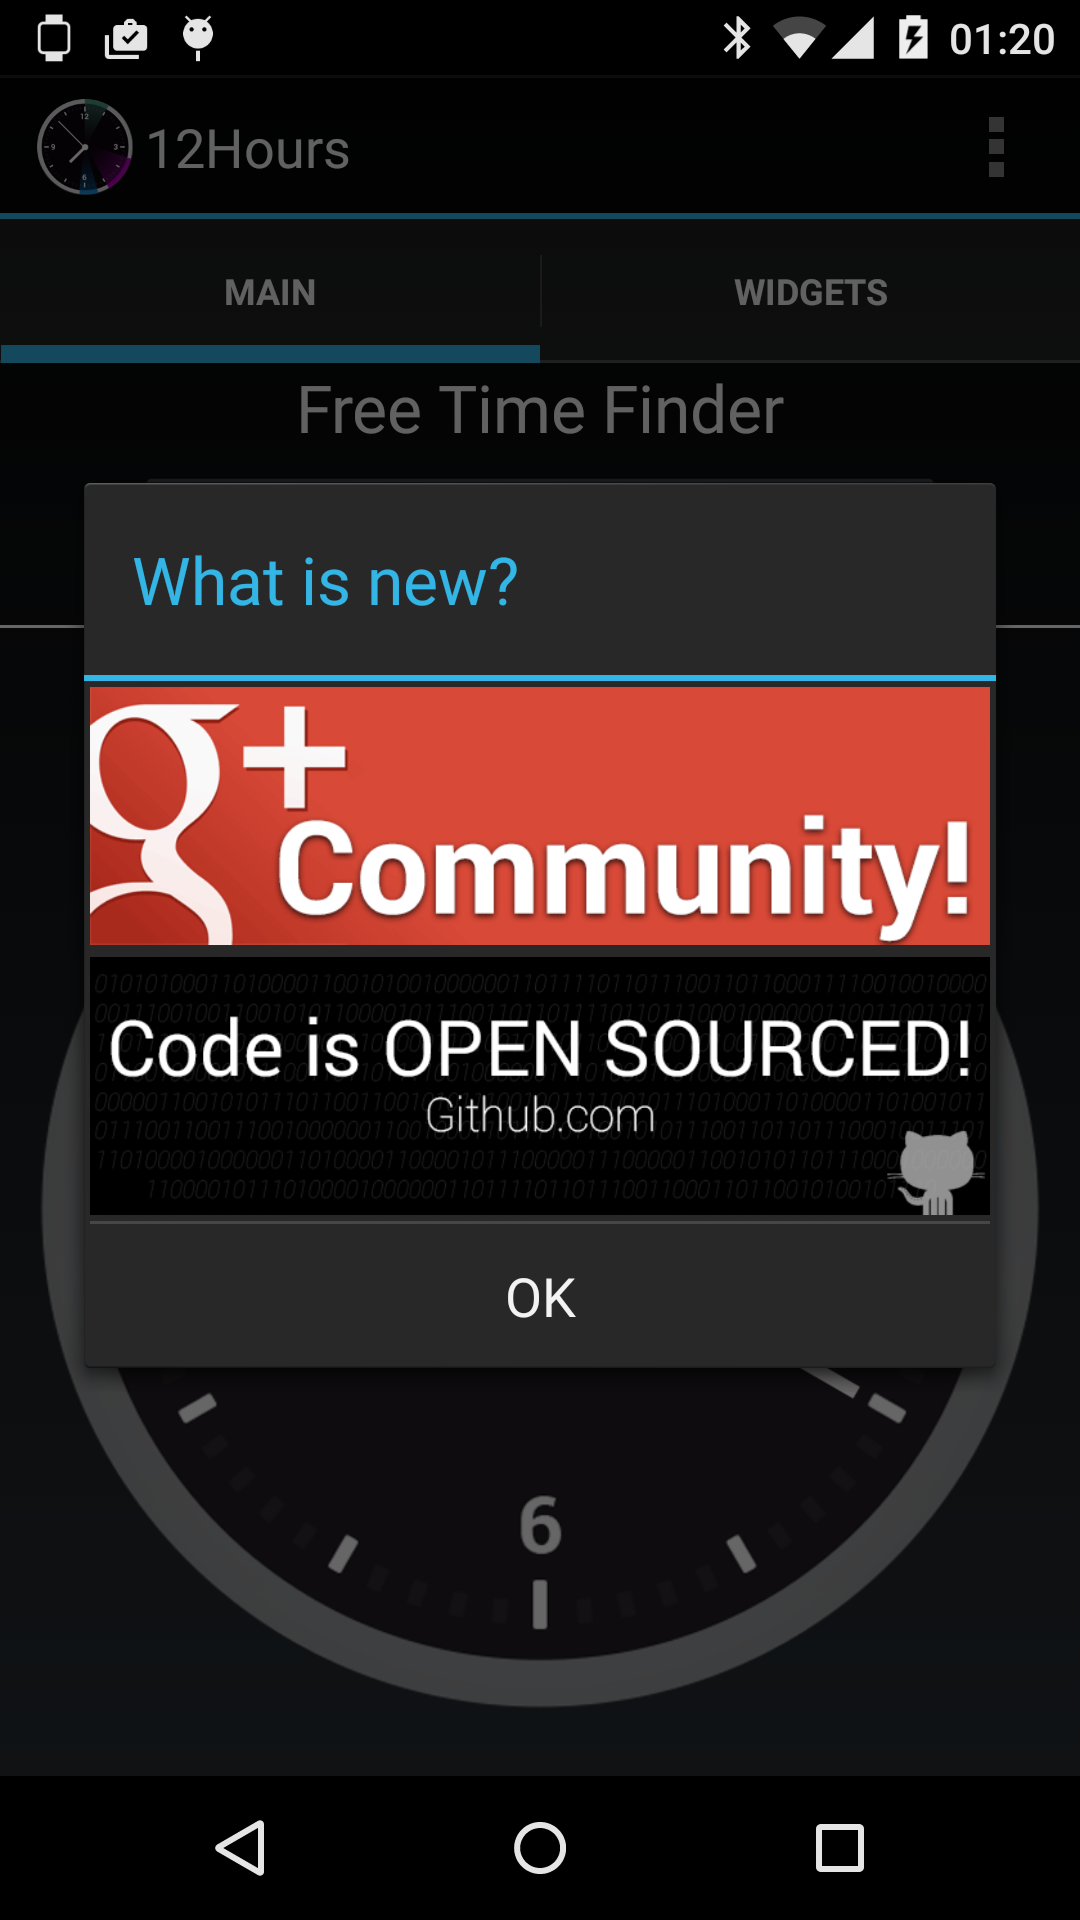 01:20
12Hours
MAIN
WIDGETS
Free Time Finder
What is new?
g+
Community!
Code is OPEN SOURCED!
Github.com
OK
6